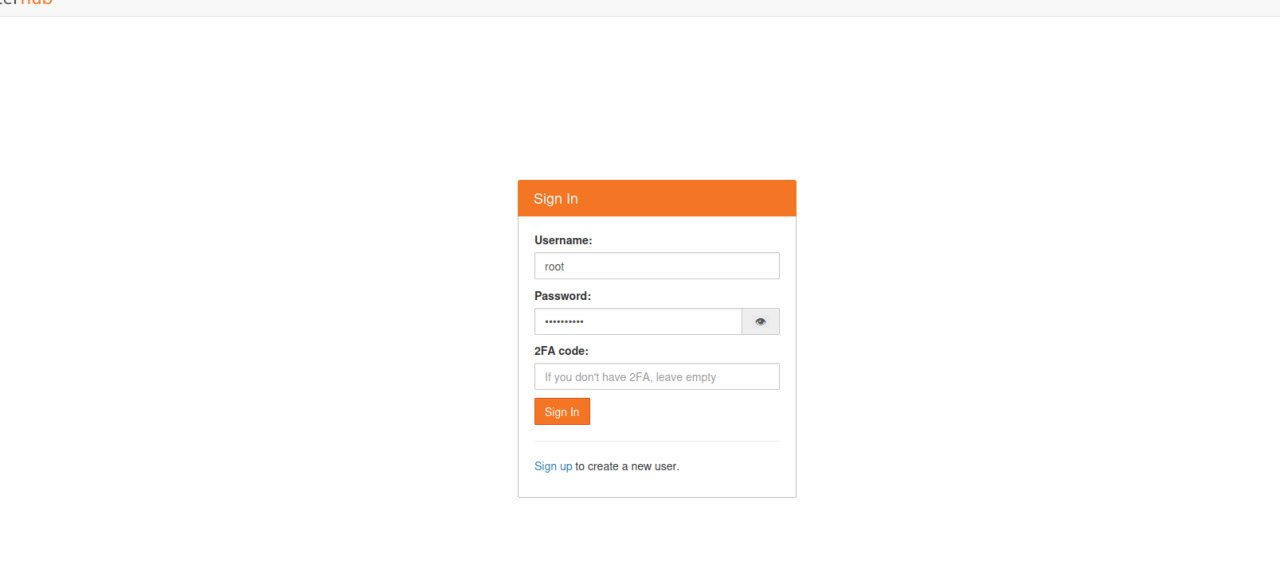 Sign In
Username:
root
Password:
••••••••••
2FA code:
If you don't have 2FA, leave empty
Sign In
Sign up to create a new user.